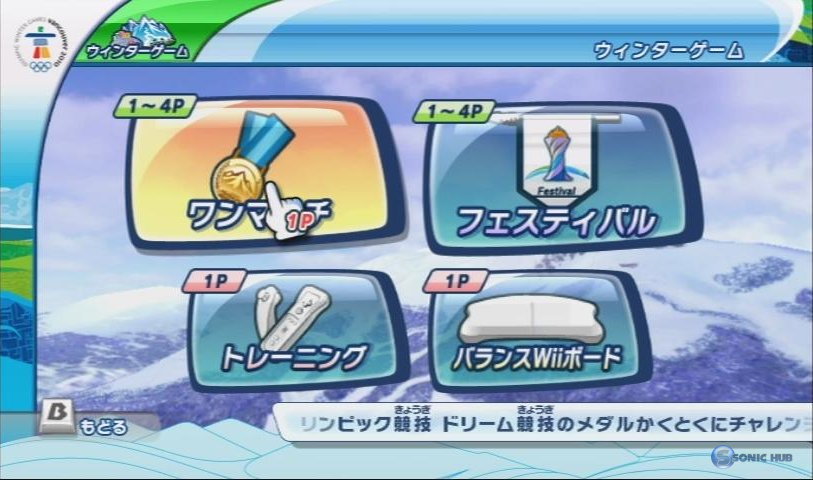 VANCOUVER 2010
ウィンターゲーム
ウィンターゲーム
1～4P
ワンマ チ
1P
1～4P
Festival
フェスティバル
1P
トレーニング
1P
バランスWiiボード
B もどる
リンピック競技 ドリーム競技のメダルかくとくにチャレン
きょうぎ きょうぎ
SONIC HUB